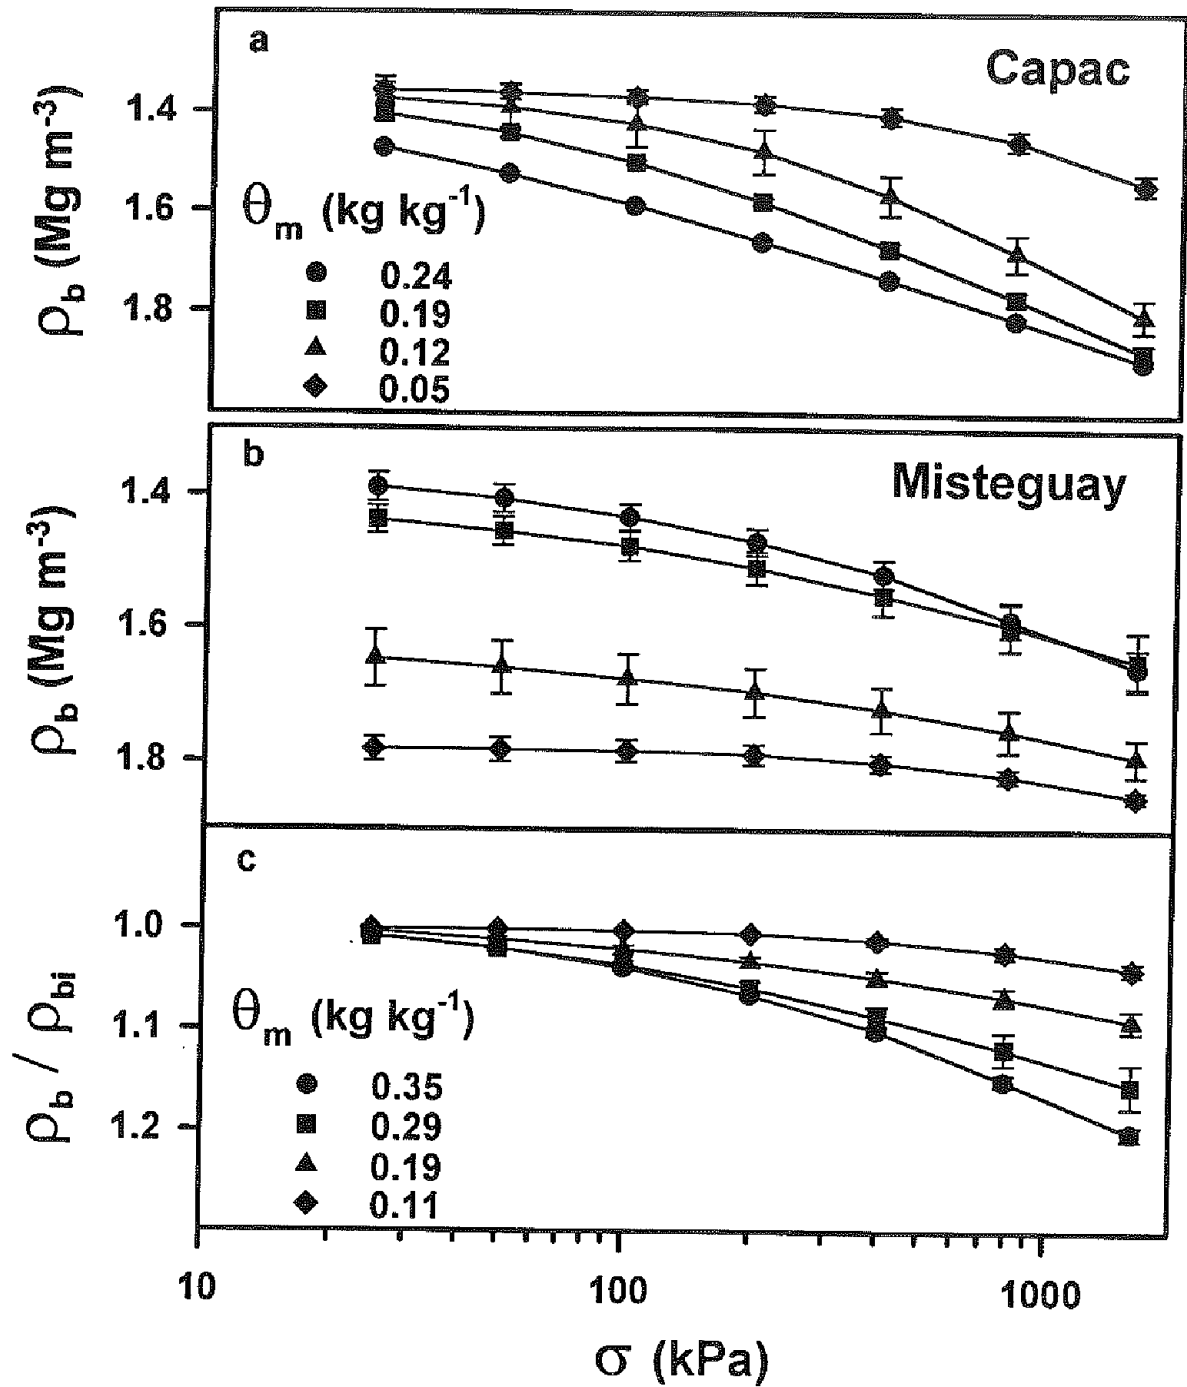 a
Capac
1.4
1.6
1.8
ρb (Mg m-3)
θm (kg kg-1)
0.24
0.19
0.12
0.05
b
Misteguay
1.4
1.6
1.8
ρb (Mg m-3)
c
1.0
1.1
1.2
ρb / ρbi
θm (kg kg-1)
0.35
0.29
0.19
0.11
10 100 1000
σ (kPa)